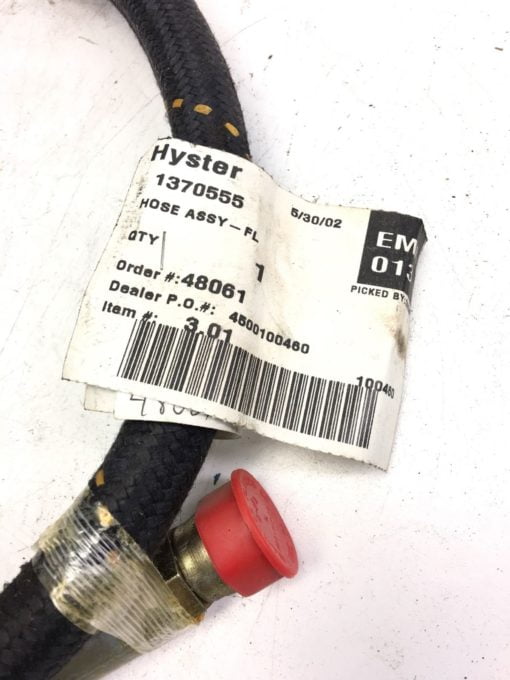 Hyster
1370555
HOSE ASSY-FL
5/30/02
QTY 1
Order #: 48061
Dealer P.O.#: 4500100460
Item #: 3.01
EM
013
PICKED BY